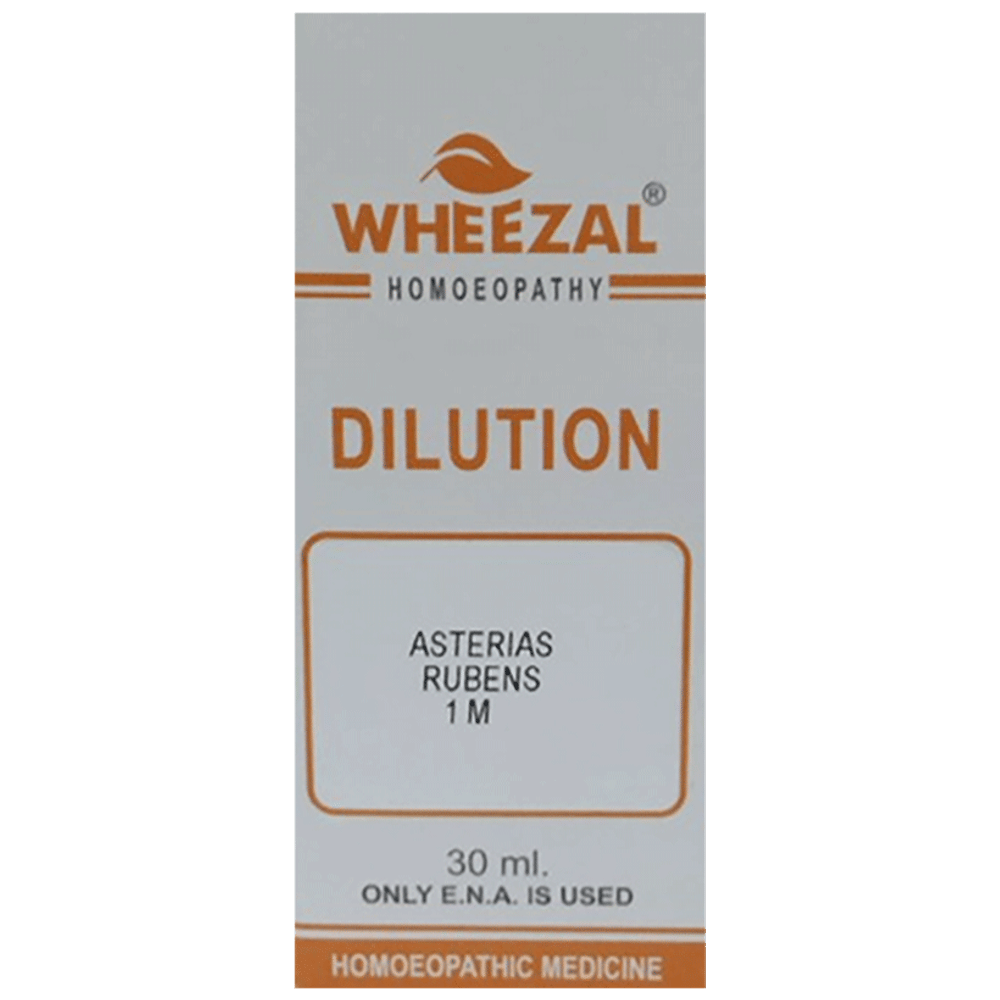 WHEEZAL®
HOMOEOPATHY
DILUTION
ASTERIAS
RUBENS
1 M
30 ml.
ONLY E.N.A. IS USED
HOMOEOPATHIC MEDICINE